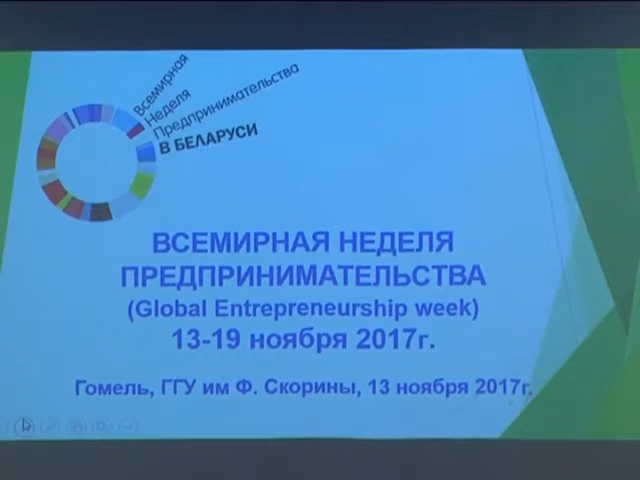 Всемирная
Неделя
Предпринимательства
В БЕЛАРУСИ
ВСЕМИРНАЯ НЕДЕЛЯ
ПРЕДПРИНИМАТЕЛЬСТВА
(Global Entrepreneurship week)
13-19 ноября 2017г.
Гомель, ГГУ им Ф. Скорины, 13 ноября 2017г.